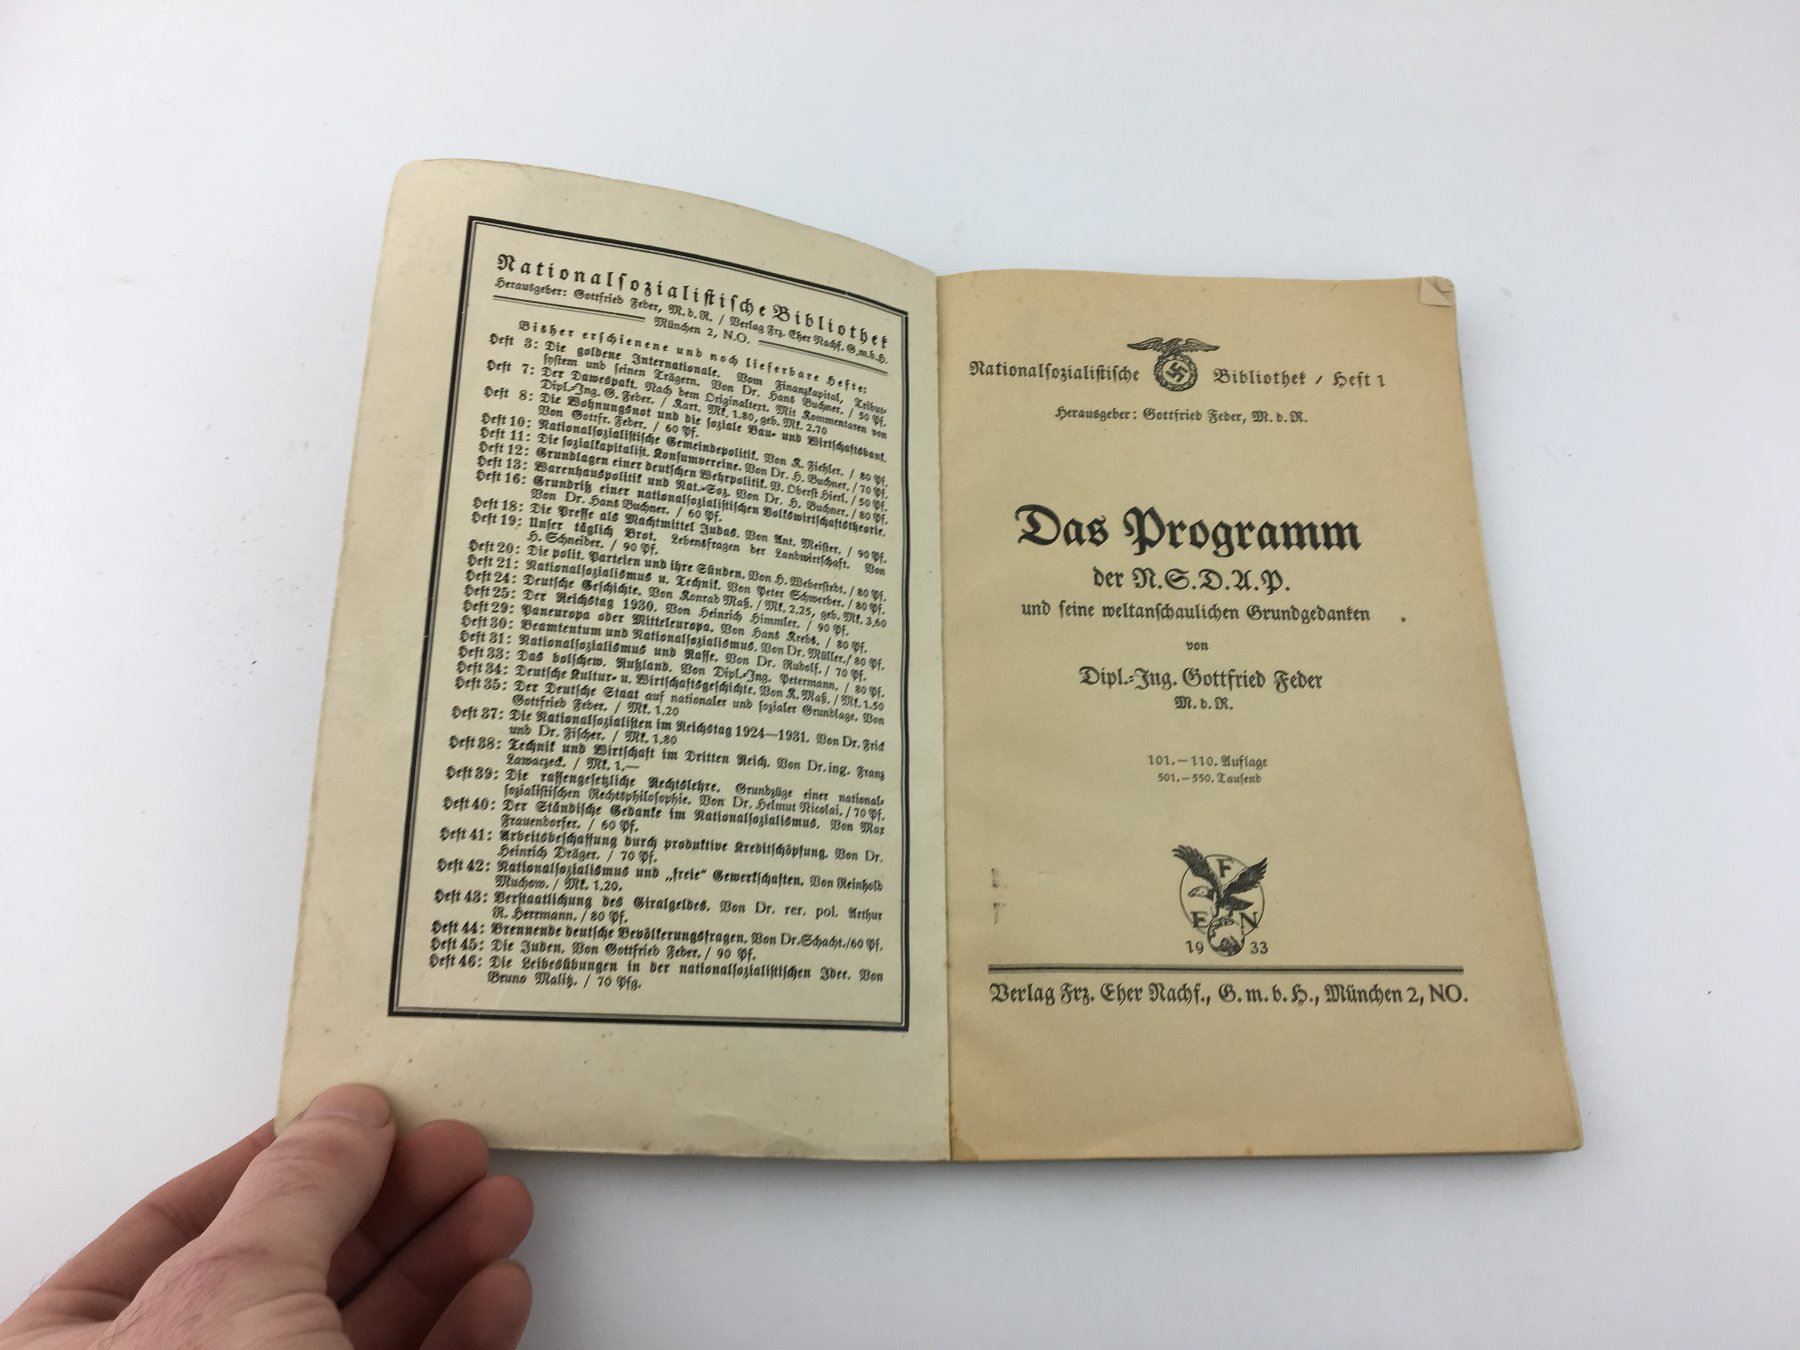 Nationalsozialistische Bibliothek
Herausgeber: Gottfried Feder, M.d.R. / Verlag Frz. Eher Nachf. G.m.b.H.
München 2, N.O.
Bisher erschienene und noch lieferbare Hefte:
Heft 3: Die goldene Internationale. Vom Finanzkapital, Tribut-
system und seinen Trägern. Von Dr. Hans Buchner. / 50 Pf.
Heft 7: Der Dawespakt. Nach dem Originaltext. Mit Kommentaren von
Dipl.-Ing. G. Feder. / Kart. Mk. 1.80, geb. Mk. 2.70
Heft 8: Die Wohnungsnot und die soziale Bau- und Wirtschaftsbank.
Von Gottfr. Feder. / 60 Pf.
Heft 10: Nationalsozialistische Gemeindepolitik. Von K. Fiehler. / 80 Pf.
Heft 11: Die sozialkapitalist. Konsumvereine. Von Dr. H. Buchner. / 70 Pf.
Heft 12: Grundlagen einer deutschen Wehrpolitik. V. Oberst Hierl. / 50 Pf.
Heft 13: Warenhauspolitik und Nat.-Soz. Von Dr. H. Buchner. / 80 Pf.
Heft 16: Grundriß einer nationalsozialistischen Volkswirtschaftstheorie.
Von Dr. Hans Buchner. / 60 Pf.
Heft 18: Die Presse als Machtmittel Judas. Von Ant. Meister. / 90 Pf.
Heft 19: Unser täglich Brot. Lebensfragen der Landwirtschaft. Von
H. Schneider. / 90 Pf.
Heft 20: Die polit. Parteien und ihre Sünden. Von H. Weberstedt. / 80 Pf.
Heft 21: Nationalsozialismus u. Technik. Von Peter Schwerber. / 80 Pf.
Heft 24: Deutsche Geschichte. Von Konrad Maß. / Mk. 2.25, geb. Mk. 3.60
Heft 25: Der Reichstag 1930. Von Heinrich Himmler. / 90 Pf.
Heft 29: Paneuropa oder Mitteleuropa. Von Hans Krebs. / 80 Pf.
Heft 30: Beamtentum und Nationalsozialismus. Von Dr. Müller. / 80 Pf.
Heft 31: Nationalsozialismus und Rasse. Von Dr. Rudolf. / 70 Pf.
Heft 33: Das bolschew. Rußland. Von Dipl.-Ing. Petermann. / 80 Pf.
Heft 34: Deutsche Kultur- u. Wirtschaftsgeschichte. Von K. Maß. / Mk. 1.50
Heft 35: Der Deutsche Staat auf nationaler und sozialer Grundlage. Von
Gottfried Feder. / Mk. 1.20
Heft 37: Die Nationalsozialisten im Reichstag 1924—1931. Von Dr. Frick
und Dr. Fischer. / Mk. 1.80
Heft 38: Technik und Wirtschaft im Dritten Reich. Von Dr. ing. Franz
Lawaczeck. / Mk. 1.—
Heft 39: Die rassengesetzliche Rechtslehre. Grundzüge einer national-
sozialistischen Rechtsphilosophie. Von Dr. Helmut Nicolai. / 70 Pf.
Heft 40: Der Ständische Gedanke im Nationalsozialismus. Von Max
Frauendorfer. / 60 Pf.
Heft 41: Arbeitsbeschaffung durch produktive Kreditschöpfung. Von Dr.
Heinrich Dräger. / 70 Pf.
Heft 42: Nationalsozialismus und „freie“ Gewerkschaften. Von Reinhold
Muchow. / Mk. 1.20.
Heft 43: Verstaatlichung des Giralgeldes. Von Dr. rer. pol. Arthur
R. Herrmann. / 80 Pf.
Heft 44: Brennende deutsche Bevölkerungsfragen. Von Dr. Schacht. / 60 Pf.
Heft 45: Die Juden. Von Gottfried Feder. / 90 Pf.
Heft 46: Die Leibesübungen in der nationalsozialistischen Idee. Von
Bruno Malitz. / 70 Pfg.
Nationalsozialistische Bibliothek / Heft 1
Herausgeber: Gottfried Feder, M. d. R.
Das Programm
der N.S.D.A.P.
und seine weltanschaulichen Grundgedanken
von
Dipl.-Ing. Gottfried Feder
M. d. R.
101.—110. Auflage
501.—550. Tausend
F
E N
19 33
Verlag Frz. Eher Nachf., G. m. b. H., München 2, NO.